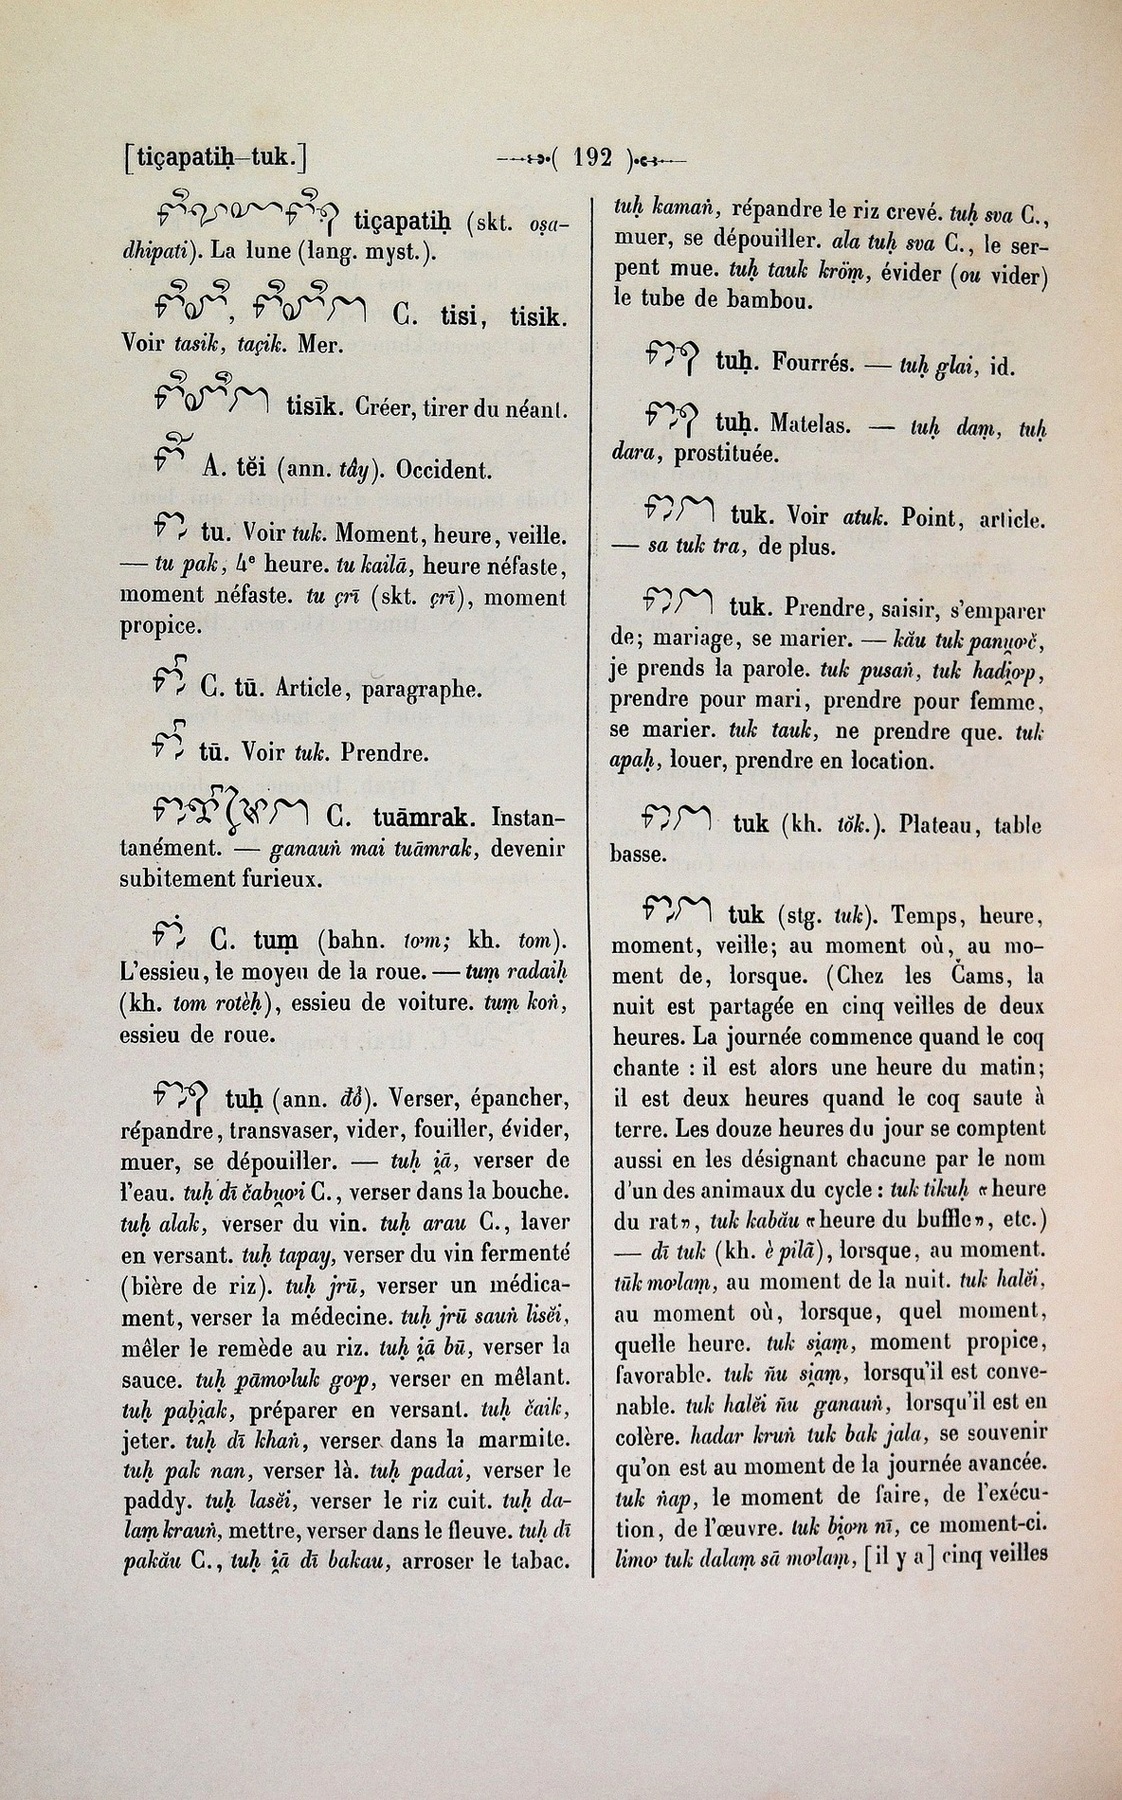 [tiçapatiḥ–tuk.]
( 192 )
tiçapatiḥ (skt. oṣa-
dhipati). La lune (lang. myst.).
C. tisi, tisik.
Voir tasik, taçik. Mer.
tisīk. Créer, tirer du néant.
A. tĕi (ann. tây). Occident.
tu. Voir tuk. Moment, heure, veille.
— tu pak, 4e heure. tu kailā, heure néfaste,
moment néfaste. tu çrī (skt. çrī), moment
propice.
C. tū. Article, paragraphe.
tū. Voir tuk. Prendre.
C. tuāmrak. Instan-
tanément. — ganauṅ mai tuāmrak, devenir
subitement furieux.
C. tuṃ (bahn. tơm; kh. tom).
L'essieu, le moyeu de la roue. — tuṃ radaiḥ
(kh. tom rotèḥ), essieu de voiture. tuṃ koṅ,
essieu de roue.
tuḥ (ann. đổ). Verser, épancher,
répandre, transvaser, vider, fouiller, évider,
muer, se dépouiller. — tuḥ i̯ā, verser de
l'eau. tuḥ dī čabu̯ơi C., verser dans la bouche.
tuḥ alak, verser du vin. tuḥ arau C., laver
en versant. tuḥ tapay, verser du vin fermenté
(bière de riz). tuḥ jrū, verser un médica-
ment, verser la médecine. tuḥ jrū sauṅ lisĕi,
mêler le remède au riz. tuḥ i̯ā bū, verser la
sauce. tuḥ pāmơluk gơp, verser en mêlant.
tuḥ pabi̯ak, préparer en versant. tuḥ čaik,
jeter. tuḥ dī khaṅ, verser dans la marmite.
tuḥ pak nan, verser là. tuḥ padai, verser le
paddy. tuḥ lasĕi, verser le riz cuit. tuḥ da-
laṃ krauṅ, mettre, verser dans le fleuve. tuḥ dī
pakău C., tuḥ i̯ā dī bakau, arroser le tabac.
tuḥ kamaṅ, répandre le riz crevé. tuḥ sva C.,
muer, se dépouiller. ala tuḥ sva C., le ser-
pent mue. tuḥ tauk kröṃ, évider (ou vider)
le tube de bambou.
tuḥ. Fourrés. — tuḥ glai, id.
tuḥ. Matelas. — tuḥ daṃ, tuḥ
dara, prostituée.
tuk. Voir atuk. Point, article.
— sa tuk tra, de plus.
tuk. Prendre, saisir, s'emparer
de; mariage, se marier. — kău tuk panu̯ơč,
je prends la parole. tuk pusaṅ, tuk hadi̯ơp,
prendre pour mari, prendre pour femme,
se marier. tuk tauk, ne prendre que. tuk
apaḥ, louer, prendre en location.
tuk (kh. tŏk.). Plateau, table
basse.
tuk (stg. tuk). Temps, heure,
moment, veille; au moment où, au mo-
ment de, lorsque. (Chez les Čams, la
nuit est partagée en cinq veilles de deux
heures. La journée commence quand le coq
chante : il est alors une heure du matin;
il est deux heures quand le coq saute à
terre. Les douze heures du jour se comptent
aussi en les désignant chacune par le nom
d'un des animaux du cycle : tuk tikuḥ «heure
du rat», tuk kabău «heure du buffle», etc.)
— dī tuk (kh. è pilā), lorsque, au moment.
tūk mơlaṃ, au moment de la nuit. tuk halĕi,
au moment où, lorsque, quel moment,
quelle heure. tuk si̯aṃ, moment propice,
favorable. tuk ñu si̯aṃ, lorsqu'il est conve-
nable. tuk halĕi ñu ganauṅ, lorsqu'il est en
colère. hadar kruṅ tuk bak jala, se souvenir
qu'on est au moment de la journée avancée.
tuk ṅap, le moment de faire, de l'exécu-
tion, de l'œuvre. tuk bi̯ơn nī, ce moment-ci.
limơ tuk dalaṃ sā mơlaṃ, [il y a] cinq veilles